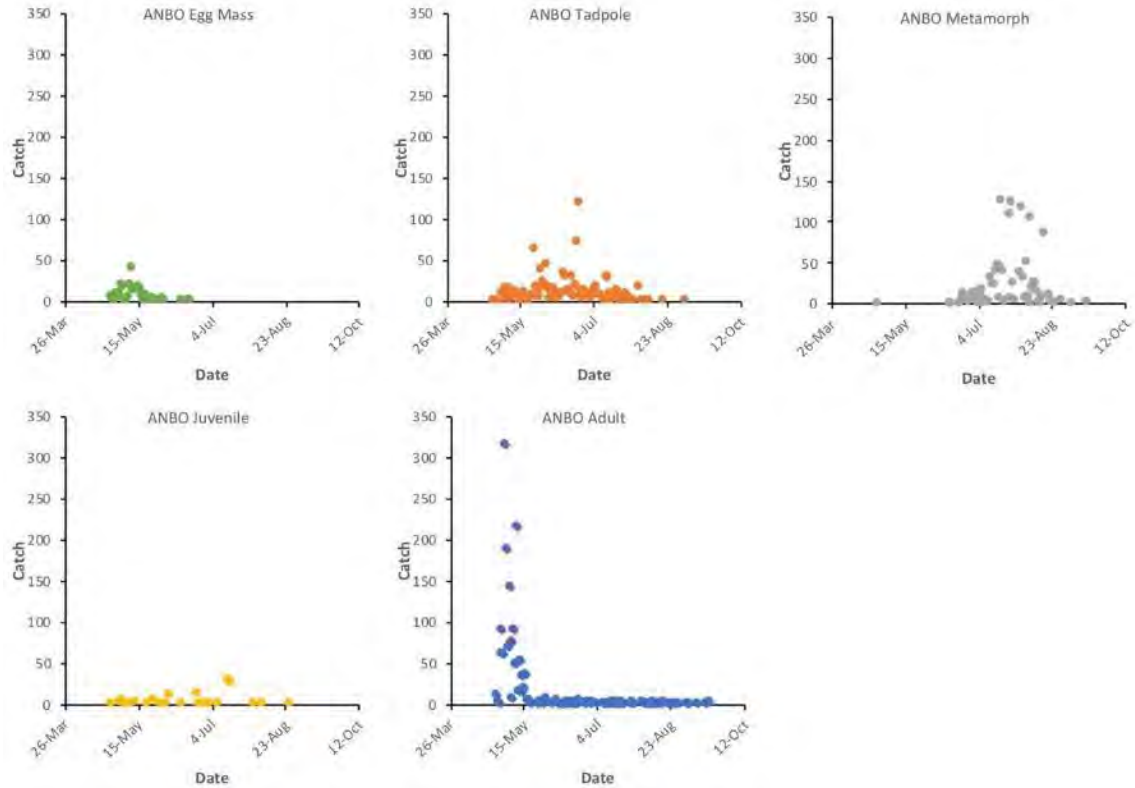 ANBO Egg Mass
350
300
250
200
150
100
50
0
Catch
26-Mar
15-May
4-Jul
23-Aug
12-Oct
Date
ANBO Tadpole
350
300
250
200
150
100
50
0
Catch
26-Mar
15-May
4-Jul
23-Aug
12-Oct
Date
ANBO Metamorph
350
300
250
200
150
100
50
0
Catch
26-Mar
15-May
4-Jul
23-Aug
12-Oct
Date
ANBO Juvenile
350
300
250
200
150
100
50
0
Catch
26-Mar
15-May
4-Jul
23-Aug
12-Oct
Date
ANBO Adult
350
300
250
200
150
100
50
0
Catch
26-Mar
15-May
4-Jul
23-Aug
12-Oct
Date